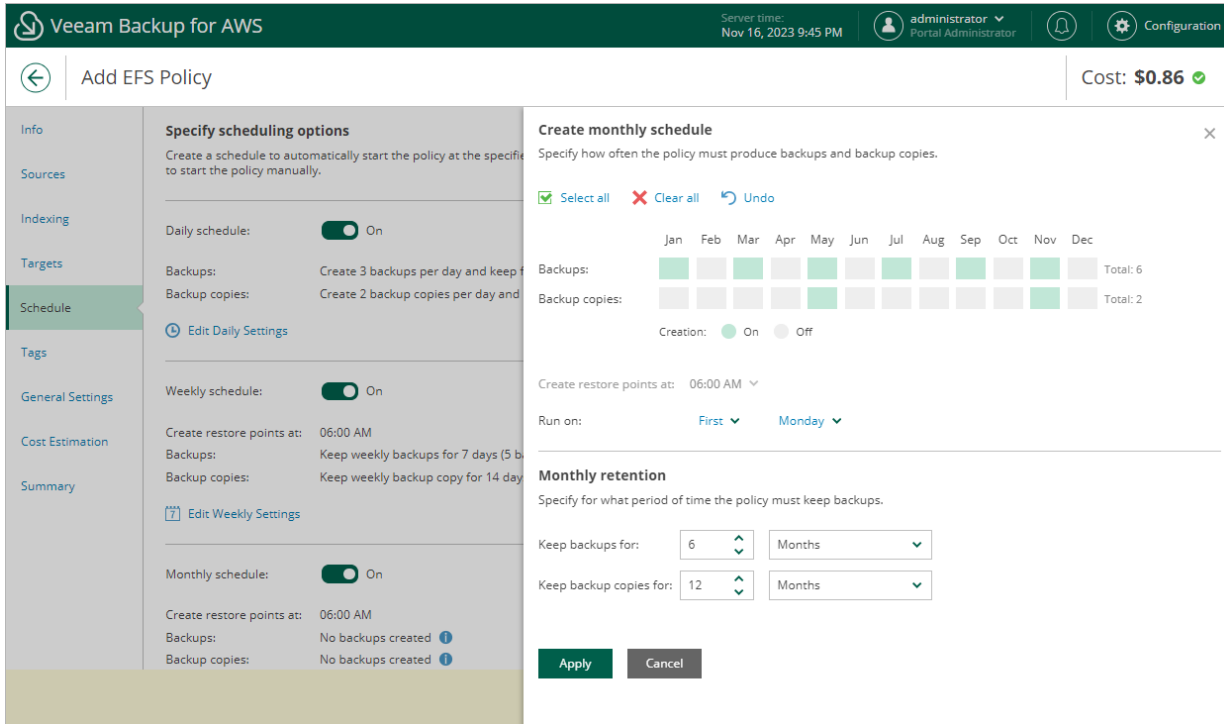 Veeam Backup for AWS
Server time:
Nov 16, 2023 9:45 PM
administrator
Portal Administrator
Configuration
Add EFS Policy
Cost: $0.86
Info
Sources
Indexing
Targets
Schedule
Tags
General Settings
Cost Estimation
Summary
Specify scheduling options
Create a schedule to automatically start the policy at the specifie
to start the policy manually.
Daily schedule: On
Backups: Create 3 backups per day and keep f
Backup copies: Create 2 backup copies per day and
Edit Daily Settings
Weekly schedule: On
Create restore points at: 06:00 AM
Backups: Keep weekly backups for 7 days (5 b
Backup copies: Keep weekly backup copy for 14 day
7 Edit Weekly Settings
Monthly schedule: On
Create restore points at: 06:00 AM
Backups: No backups created
Backup copies: No backups created
Create monthly schedule
Specify how often the policy must produce backups and backup copies.
Select all Clear all Undo
Jan Feb Mar Apr May Jun Jul Aug Sep Oct Nov Dec
Backups: Total: 6
Backup copies: Total: 2
Creation: On Off
Create restore points at: 06:00 AM
Run on: First Monday
Monthly retention
Specify for what period of time the policy must keep backups.
Keep backups for: 6 Months
Keep backup copies for: 12 Months
Apply Cancel